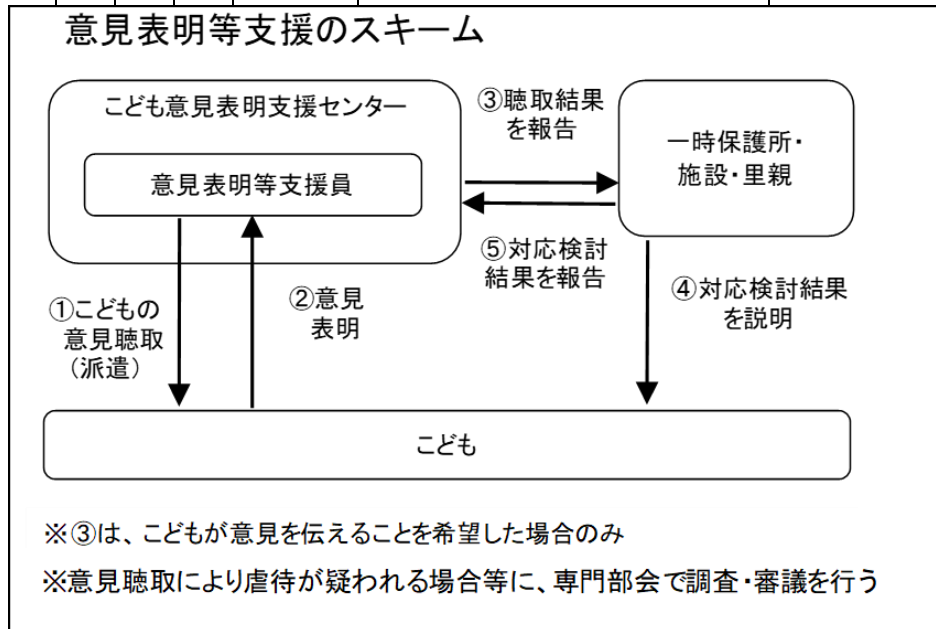 意見表明等支援のスキーム
こども意見表明支援センター
意見表明等支援員
③聴取結果
を報告
一時保護所・
施設・里親
⑤対応検討
結果を報告
④対応検討結果
を説明
①こどもの
意見聴取
（派遣）
②意見
表明
こども
※③は、こどもが意見を伝えることを希望した場合のみ
※意見聴取により虐待が疑われる場合等に、専門部会で調査・審議を行う